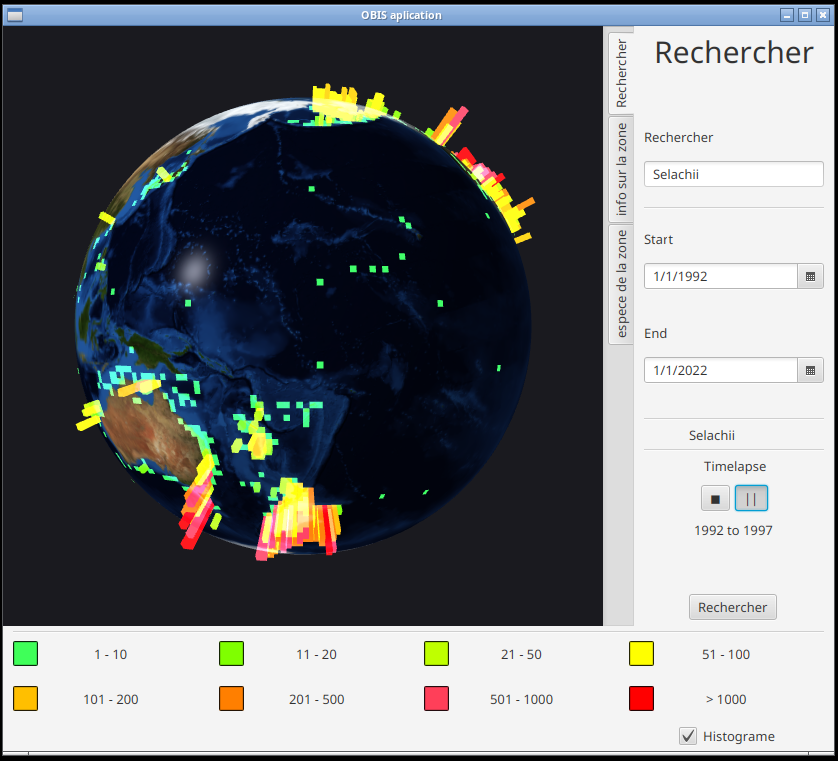 OBIS aplication
Rechercher
Rechercher
info sur la zone
espece de la zone
Rechercher
Selachii
Start
1/1/1992
End
1/1/2022
Selachii
Timelapse
1992 to 1997
Rechercher
1 - 10
11 - 20
21 - 50
51 - 100
101 - 200
201 - 500
501 - 1000
> 1000
Histograme